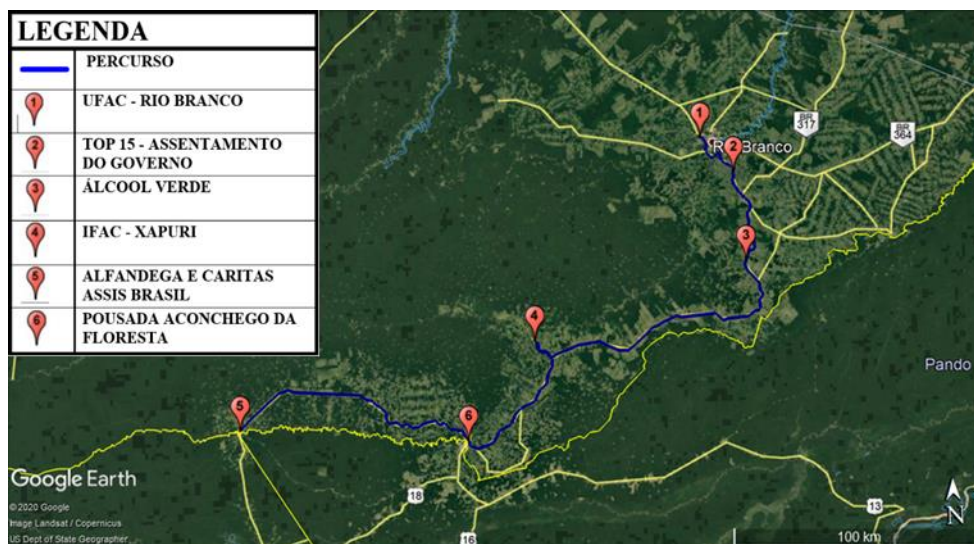 LEGENDA
PERCURSO
1
UFAC - RIO BRANCO
2
TOP 15 - ASSENTAMENTO
DO GOVERNO
3
ÁLCOOL VERDE
4
IFAC - XAPURI
5
ALFANDEGA E CARITAS
ASSIS BRASIL
6
POUSADA ACONCHEGO DA
FLORESTA
1
BR
317
BR
364
2
Branco
3
4
Pando
5
6
Google Earth
© 2020 Google
Image Landsat / Copernicus
US Dept of State Geographer
18
16
13
100 km
N